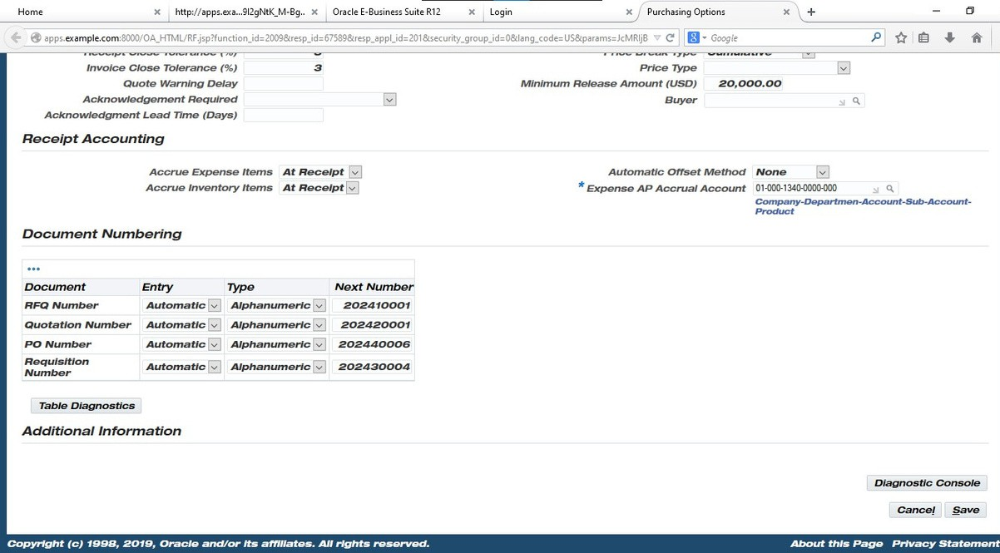 Home
http://apps.exa...9I2gNtK_M-Bg..
Oracle E-Business Suite R12
Login
Purchasing Options
apps.example.com:8000/OA_HTML/RF.jsp?function_id=2009&resp_id=67589&resp_appl_id=201&security_group_id=0&lang_code=US&params=JcMRIjB
Google
Receipt Close Tolerance (%)
Price Break Type Cumulative
Invoice Close Tolerance (%) 3
Price Type
Quote Warning Delay
Minimum Release Amount (USD) 20,000.00
Acknowledgement Required
Buyer
Acknowledgment Lead Time (Days)
Receipt Accounting
Accrue Expense Items At Receipt
Automatic Offset Method None
Accrue Inventory Items At Receipt
* Expense AP Accrual Account 01-000-1340-0000-000
Company-Departmen-Account-Sub-Account-
Product
Document Numbering
Document Entry Type Next Number
RFQ Number Automatic Alphanumeric 202410001
Quotation Number Automatic Alphanumeric 202420001
PO Number Automatic Alphanumeric 202440006
Requisition
Number Automatic Alphanumeric 202430004
Table Diagnostics
Additional Information
Diagnostic Console
Cancel Save
Copyright (c) 1998, 2019, Oracle and/or its affiliates. All rights reserved.
About this Page Privacy Statement